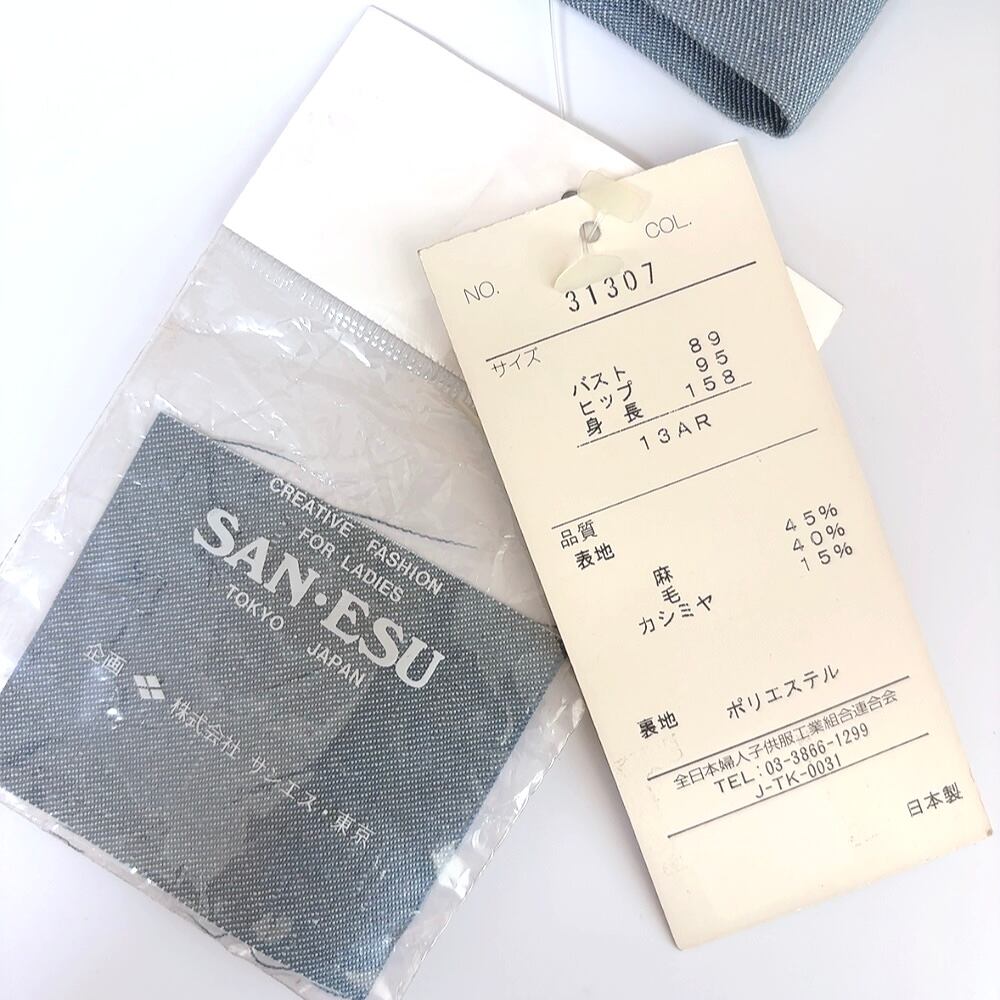 CREATIVE FASHION
FOR LADIES
SAN・ESU
TOKYO JAPAN
企画 株式会社 サンエス・東京
NO. 31307 COL.
サイズ
バスト 89
ヒップ 95
身長 158
13AR
品質
表地
麻 45%
毛 40%
カシミヤ 15%
裏地 ポリエステル
全日本婦人子供服工業組合連合会
TEL:03-3866-1299
J-TK-0031
日本製